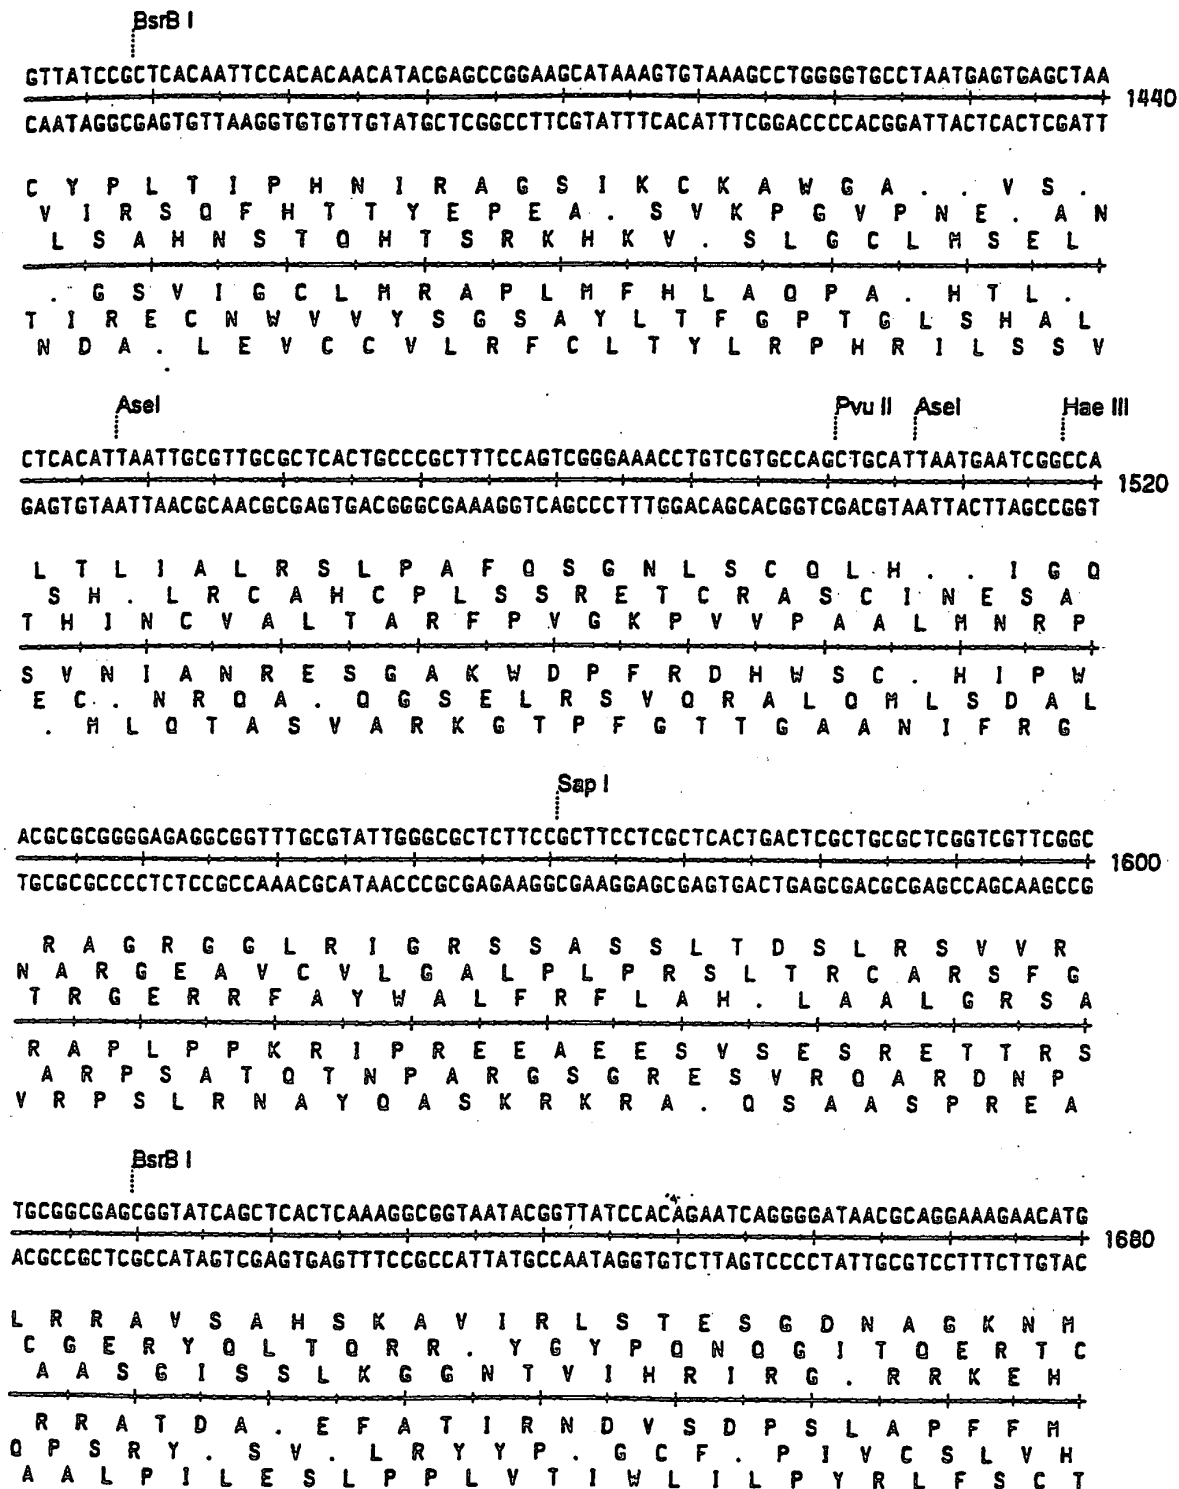 BsrB I
GTTATCCGCTCACAATTCCACACAACATACGAGCCGGAAGCATAAAGTGTAAAGCCTGGGGTGCCTAATGAGTGAGCTAA
1440
CAATAGGCGAGTGTTAAGGTGTGTTGTATGCTCGGCCTTCGTATTTCACATTTCGGACCCCACGGATTACTCACTCGATT
C Y P L T I P H N I R A G S I K C K A W G A . . V S .
V I R S Q F H T T Y E P E A . S V K P G V P N E . A N
L S A H N S T Q H T S R K H K V . S L G C L M S E L
. G S V I G C L M R A P L M F H L A Q P A . H T L .
T I R E C N W V V Y S G S A Y L T F G P T G L S H A L
N D A . L E V C C V L R F C L T Y L R P H R I L S S V
AseI Pvu II AseI Hae III
CTCACATTAATTGCGTTGCGCTCACTGCCCGCTTTCCAGTCGGGAAACCTGTCGTGCCAGCTGCATTAATGAATCGGCCA
1520
GAGTGTAATTAACGCAACGCGAGTGACGGGCGAAAGGTCAGCCCTTTGGACAGCACGGTCGACGTAATTACTTAGCCGGT
L T L I A L R S L P A F Q S G N L S C Q L H . . I G Q
S H . L R C A H C P L S S R E T C R A S C I N E S A
T H I N C V A L T A R F P V G K P V V P A A L M N R P
S V N I A N R E S G A K W D P F R D H W S C . H I P W
E C . N R Q A . Q G S E L R S V Q R A L Q M L S D A L
. M L Q T A S V A R K G T P F G T T G A A N I F R G
Sap I
ACGCGCGGGGAGAGGCGGTTTGCGTATTGGGCGCTCTTCCGCTTCCTCGCTCACTGACTCGCTGCGCTCGGTCGTTCGGC
1600
TGCGCGCCCCTCTCCGCCAAACGCATAACCCGCGAGAAGGCGAAGGAGCGAGTGACTGAGCGACGCGAGCCAGCAAGCCG
R A G R G G L R I G R S S A S S L T D S L R S V V R
N A R G E A V C V L G A L P L P R S L T R C A R S F G
T R G E R R F A Y W A L F R F L A H . L A A L G R S A
R A P L P P K R I P R E E A E E S V S E S R E T T R S
A R P S A T Q T N P A R G S G R E S V R Q A R D N P
V R P S L R N A Y Q A S K R K R A . Q S A A S P R E A
BsrB I
TGCGGCGAGCGGTATCAGCTCACTCAAAGGCGGTAATACGGTTATCCACAGAATCAGGGGATAACGCAGGAAAGAACATG
1680
ACGCCGCTCGCCATAGTCGAGTGAGTTTCCGCCATTATGCCAATAGGTGTCTTAGTCCCCTATTGCGTCCTTTCTTGTAC
L R R A V S A H S K A V I R L S T E S G D N A G K N M
C G E R Y Q L T Q R R . Y G Y P Q N Q G I T Q E R T C
A A S G I S S L K G G N T V I H R I R G . R R K E H
R R A T D A . E F A T I R N D V S D P S L A P F F M
Q P S R Y . S V . L R Y Y P . G C F . P I V C S L V H
A A L P I L E S L P P L V T I W L I L P Y R L F S C T